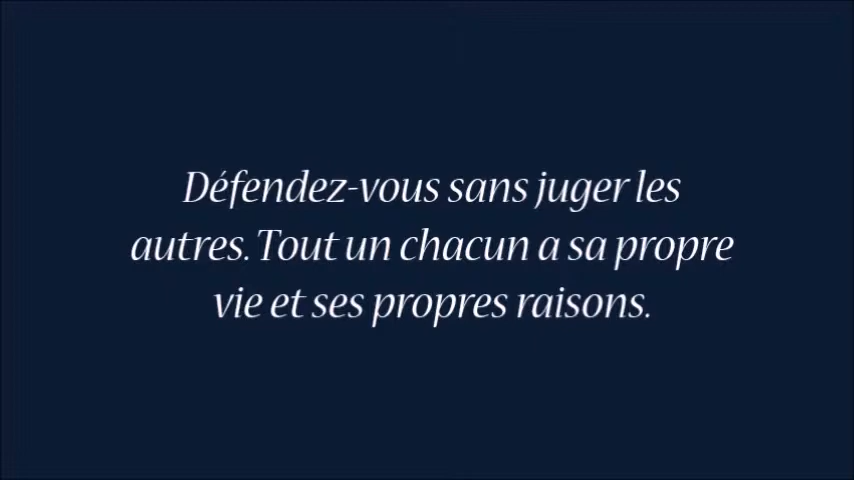 Défendez-vous sans juger les
autres. Tout un chacun a sa propre
vie et ses propres raisons.